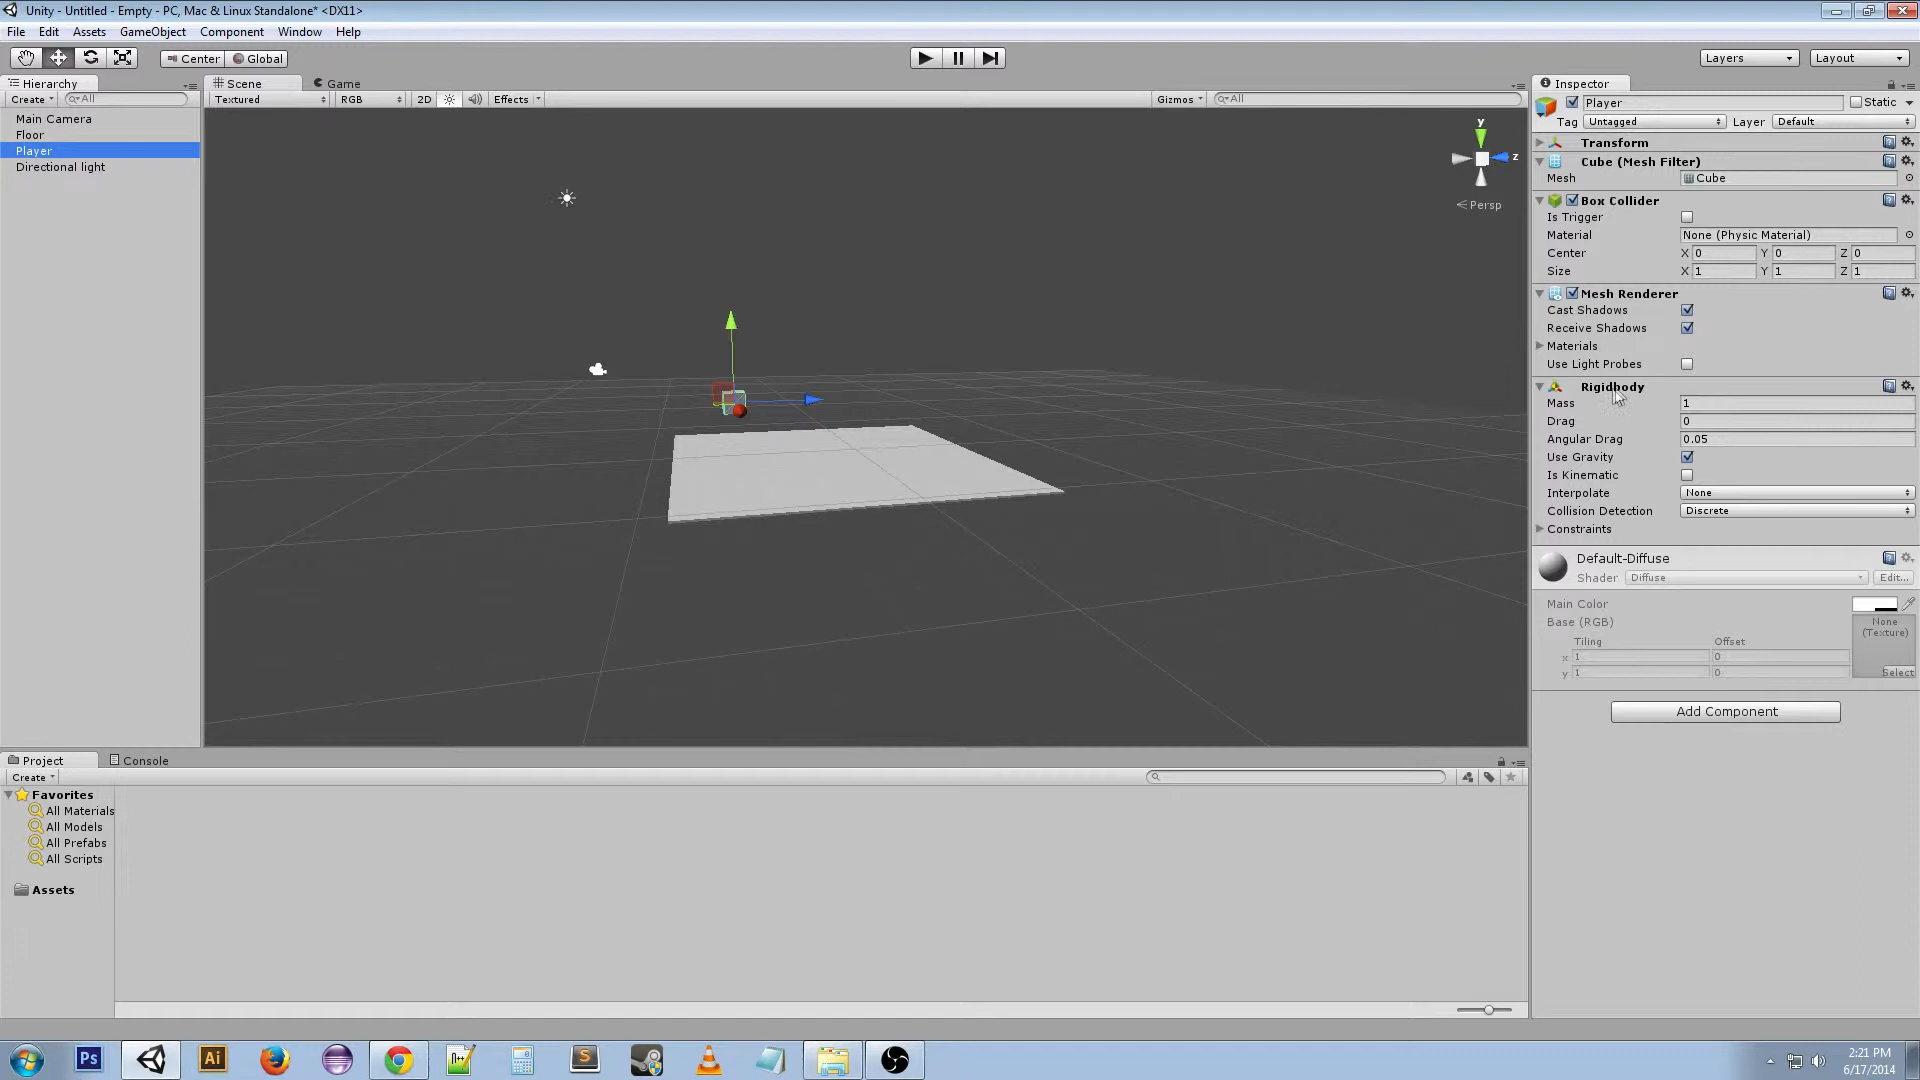 Unity - Untitled - Empty - PC, Mac & Linux Standalone* <DX11>
File Edit Assets GameObject Component Window Help
Center Global Layers Layout
Hierarchy
Create All
Main Camera
Floor
Player
Directional light
Scene Game
Textured RGB 2D Effects Gizmos All
y
z
Persp
Inspector
Player Static
Tag Untagged Layer Default
Transform
Cube (Mesh Filter)
Mesh Cube
Box Collider
Is Trigger
Material None (Physic Material)
Center X 0 Y 0 Z 0
Size X 1 Y 1 Z 1
Mesh Renderer
Cast Shadows
Receive Shadows
Materials
Use Light Probes
Rigidbody
Mass 1
Drag 0
Angular Drag 0.05
Use Gravity
Is Kinematic
Interpolate None
Collision Detection Discrete
Constraints
Default-Diffuse
Shader Diffuse Edit...
Main Color
Base (RGB) None
(Texture)
Tiling Offset
x 1 0
y 1 0
Select
Add Component
Project Console
Create
Favorites
All Materials
All Models
All Prefabs
All Scripts
Assets
Ps Ai S
2:21 PM
6/17/2014